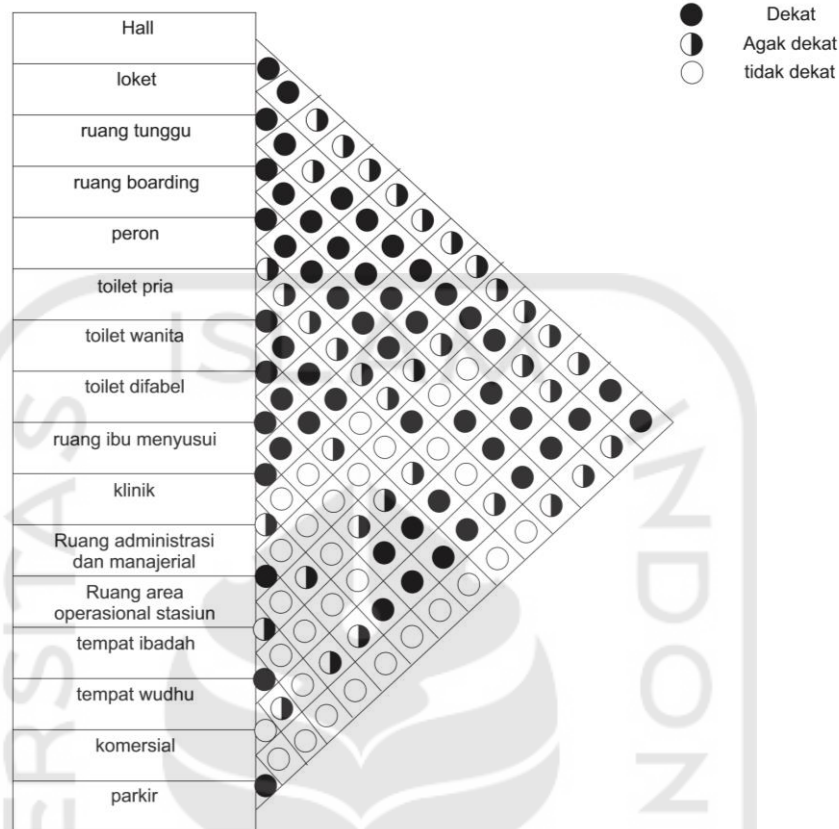 Hall
loket
ruang tunggu
ruang boarding
peron
toilet pria
toilet wanita
toilet difabel
ruang ibu menyusui
klinik
Ruang administrasi
dan manajerial
Ruang area
operasional stasiun
tempat ibadah
tempat wudhu
komersial
parkir
Dekat
Agak dekat
tidak dekat
ISLAM